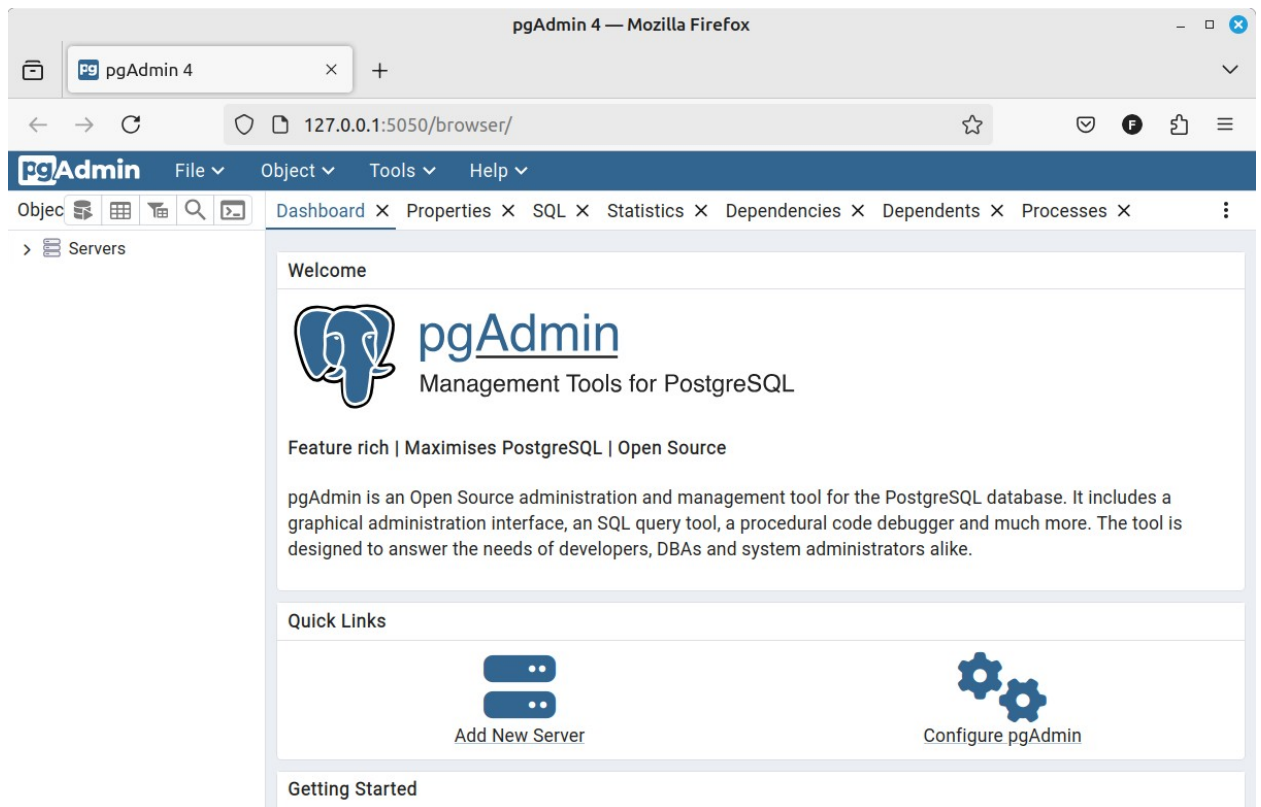 pgAdmin 4 — Mozilla Firefox
pgAdmin 4
127.0.0.1:5050/browser/
pgAdmin File Object Tools Help
Objec Dashboard Properties SQL Statistics Dependencies Dependents Processes
Servers
Welcome
pgAdmin
Management Tools for PostgreSQL
Feature rich | Maximises PostgreSQL | Open Source
pgAdmin is an Open Source administration and management tool for the PostgreSQL database. It includes a
graphical administration interface, an SQL query tool, a procedural code debugger and much more. The tool is
designed to answer the needs of developers, DBAs and system administrators alike.
Quick Links
Add New Server Configure pgAdmin
Getting Started